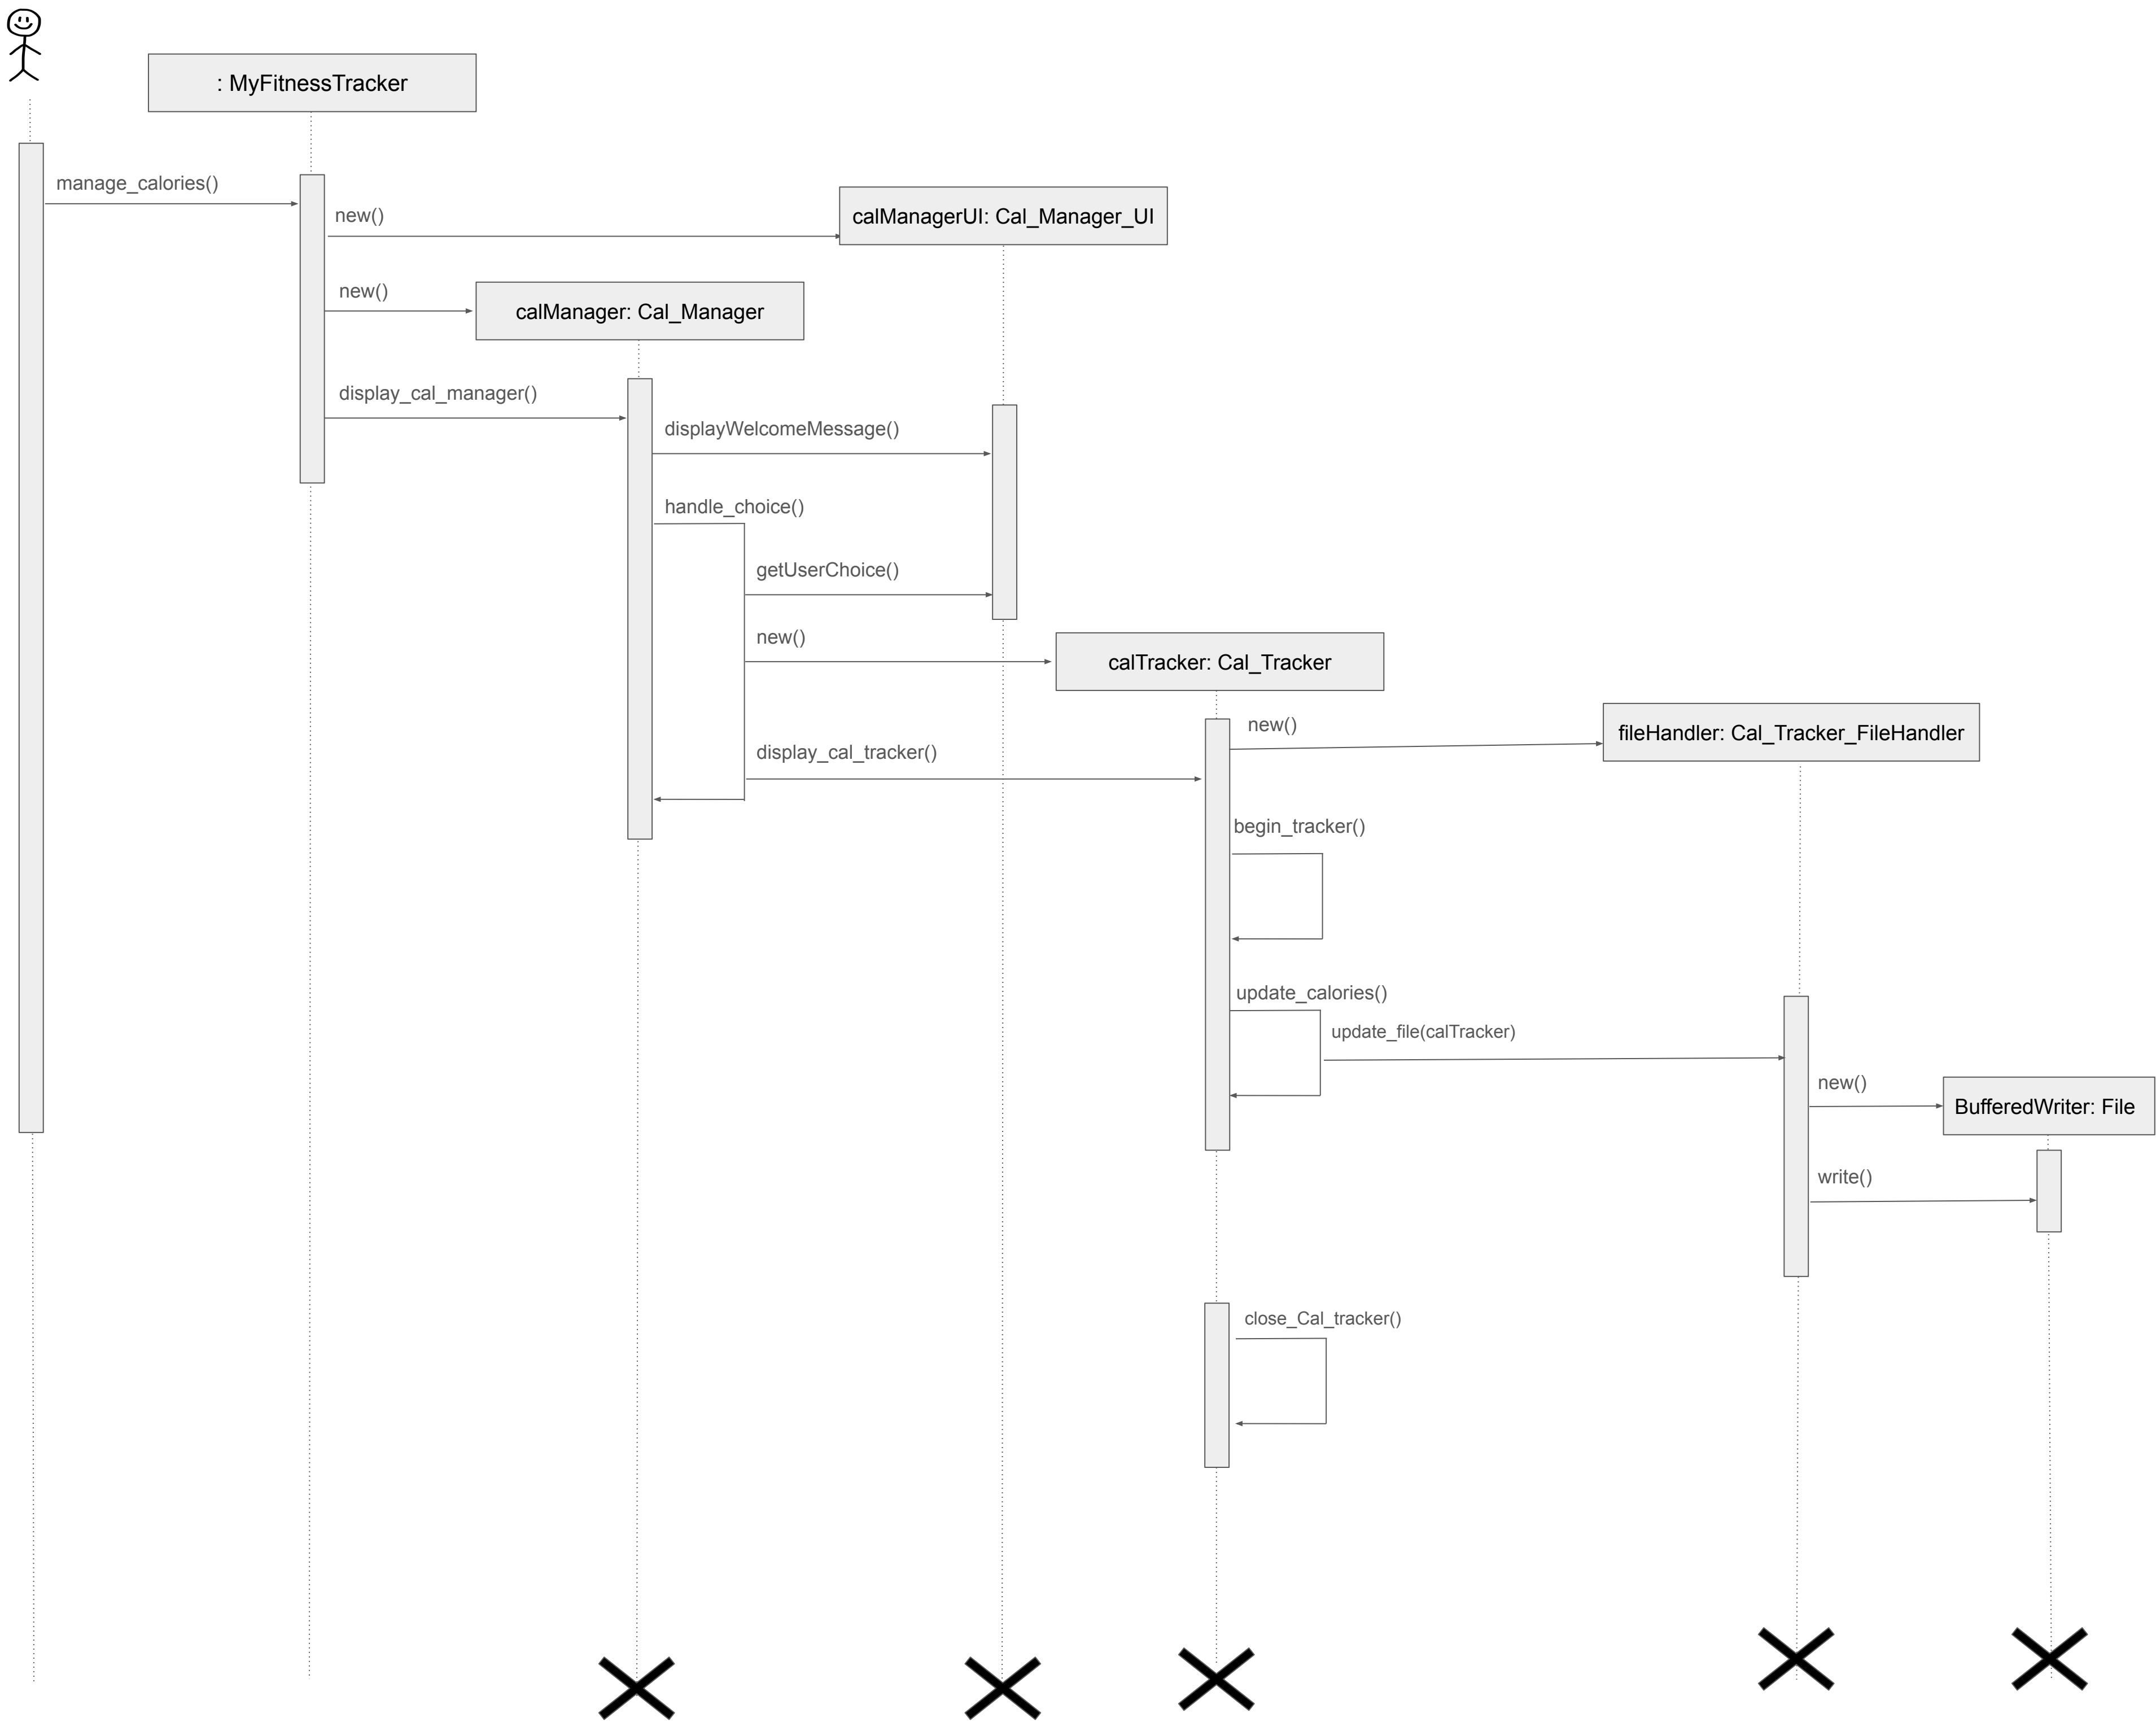 : MyFitnessTracker
manage_calories()
new()
calManagerUI: Cal_Manager_UI
new()
calManager: Cal_Manager
display_cal_manager()
displayWelcomeMessage()
handle_choice()
getUserChoice()
new()
calTracker: Cal_Tracker
new()
fileHandler: Cal_Tracker_FileHandler
display_cal_tracker()
begin_tracker()
update_calories()
update_file(calTracker)
new()
BufferedWriter: File
write()
close_Cal_tracker()